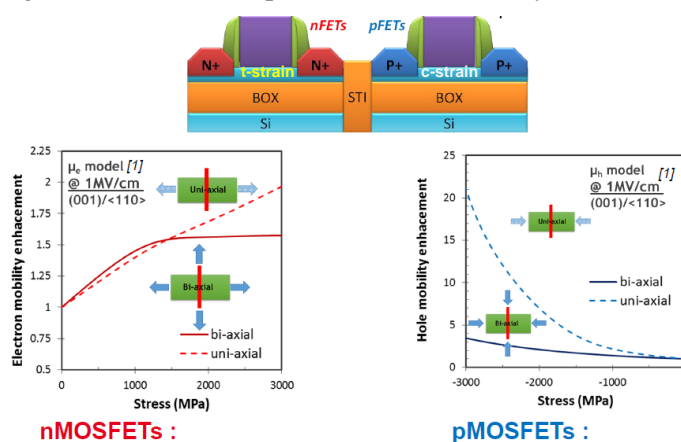 nFETs pFETs
N+ t-strain N+ P+ c-strain P+
BOX STI BOX
Si Si
Electron mobility enhacement
2.25
2
1.75
1.5
1.25
1
0.75
0.5
μe model [1]
@ 1MV/cm
(001)/<110>
Uni-axial
Bi-axial
bi-axial
uni-axial
0 1000 2000 3000
Stress (MPa)
nMOSFETs :
Hole mobility enhacement
25
20
15
10
5
0
μh model [1]
@ 1MV/cm
(001)/<110>
Uni-axial
bi-axial
uni-axial
Bi-axial
-3000 -2000 -1000
Stress (MPa)
pMOSFETs :